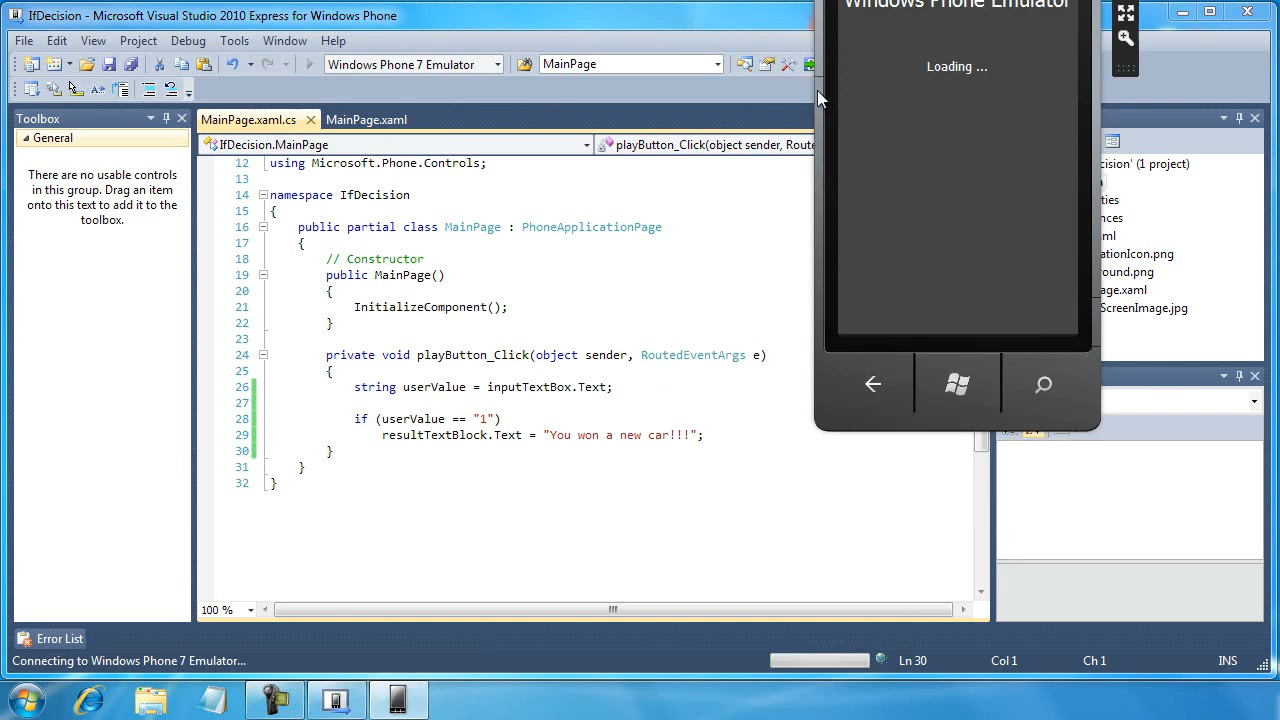 IfDecision - Microsoft Visual Studio 2010 Express for Windows Phone
Windows Phone Emulator
File Edit View Project Debug Tools Window Help
Windows Phone 7 Emulator MainPage
Loading ...
Toolbox
MainPage.xaml.cs MainPage.xaml
General
IfDecision.MainPage playButton_Click(object sender, Route
There are no usable controls
in this group. Drag an item
onto this text to add it to the
toolbox.
12 using Microsoft.Phone.Controls;
13
14 namespace IfDecision
15 {
16 public partial class MainPage : PhoneApplicationPage
17 {
18 // Constructor
19 public MainPage()
20 {
21 InitializeComponent();
22 }
23
24 private void playButton_Click(object sender, RoutedEventArgs e)
25 {
26 string userValue = inputTextBox.Text;
27
28 if (userValue == "1")
29 resultTextBlock.Text = "You won a new car!!!";
30 }
31 }
32 }
cision' (1 project)
n
ties
nces
ml
ationIcon.png
round.png
age.xaml
ScreenImage.jpg
100 %
Error List
Connecting to Windows Phone 7 Emulator... Ln 30 Col 1 Ch 1 INS